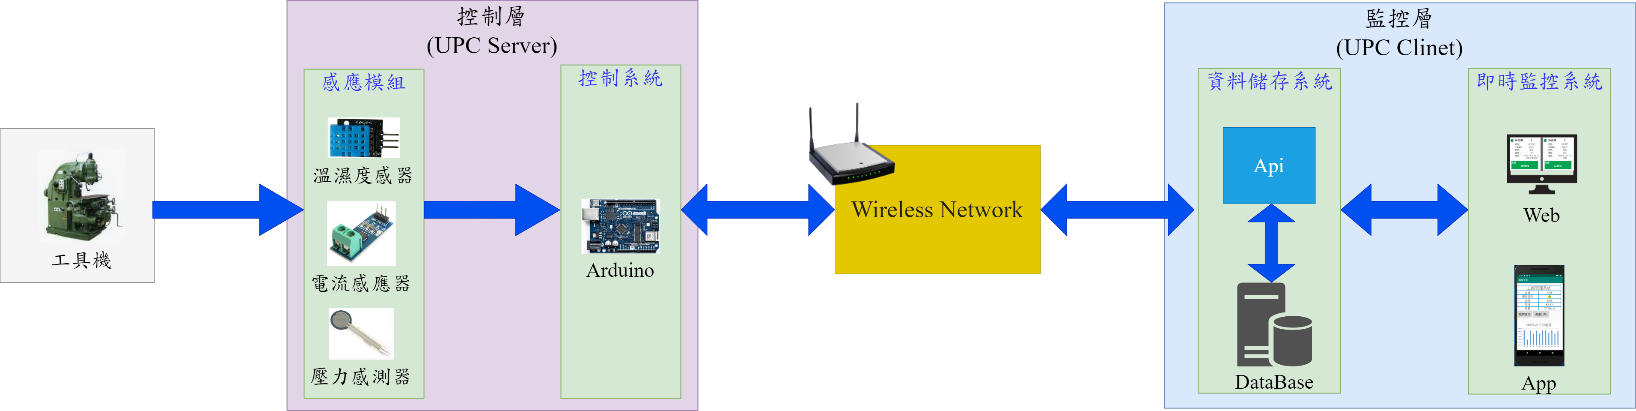 控制層
(UPC Server)
感應模組
溫濕度感器
電流感應器
壓力感測器
控制系統
Arduino
工具機
Wireless Network
監控層
(UPC Clinet)
資料儲存系統
Api
DataBase
即時監控系統
Web
App